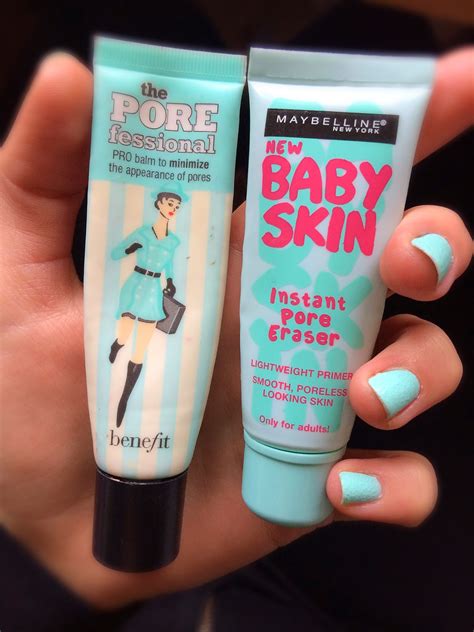 the
PORE
fessional
PRO balm to minimize
the appearance of pores
benefit
MAYBELLINE
NEW YORK
NEW
BABY
SKIN
Instant
Pore
Eraser
LIGHTWEIGHT PRIMER
SMOOTH, PORELESS
LOOKING SKIN
Only for adults!